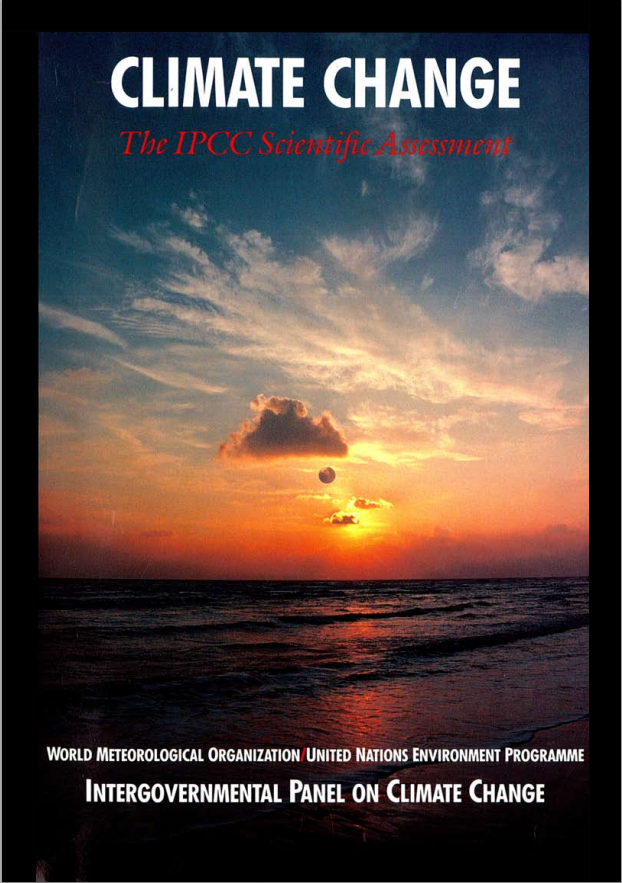 CLIMATE CHANGE
The IPCC Scientific Assessment
WORLD METEOROLOGICAL ORGANIZATION/UNITED NATIONS ENVIRONMENT PROGRAMME
INTERGOVERNMENTAL PANEL ON CLIMATE CHANGE